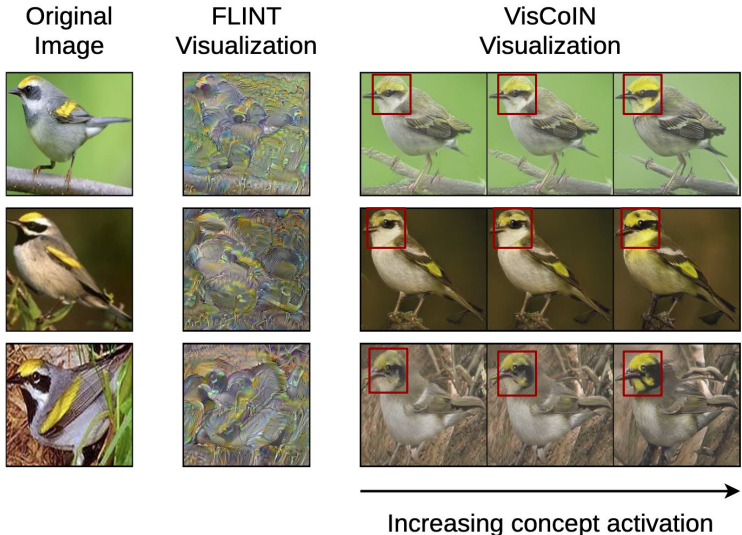 Original
Image
FLINT
Visualization
VisCoIN
Visualization
Increasing concept activation